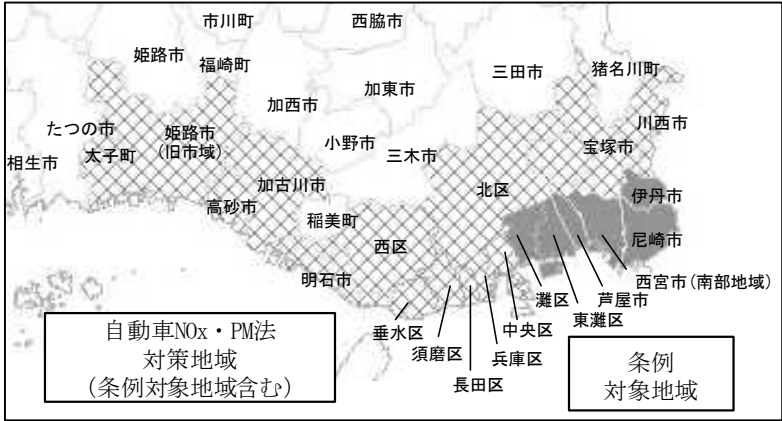 市川町
西脇市
姫路市
福崎町
加西市
加東市
三田市
猪名川町
川西市
たつの市
姫路市
(旧市域)
小野市
三木市
宝塚市
相生市
太子町
加古川市
北区
伊丹市
高砂市
稲美町
西区
尼崎市
明石市
西宮市(南部地域)
灘区
芦屋市
東灘区
中央区
垂水区
須磨区
兵庫区
長田区
自動車NOx・PM法
対策地域
(条例対象地域含む)
条例
対象地域